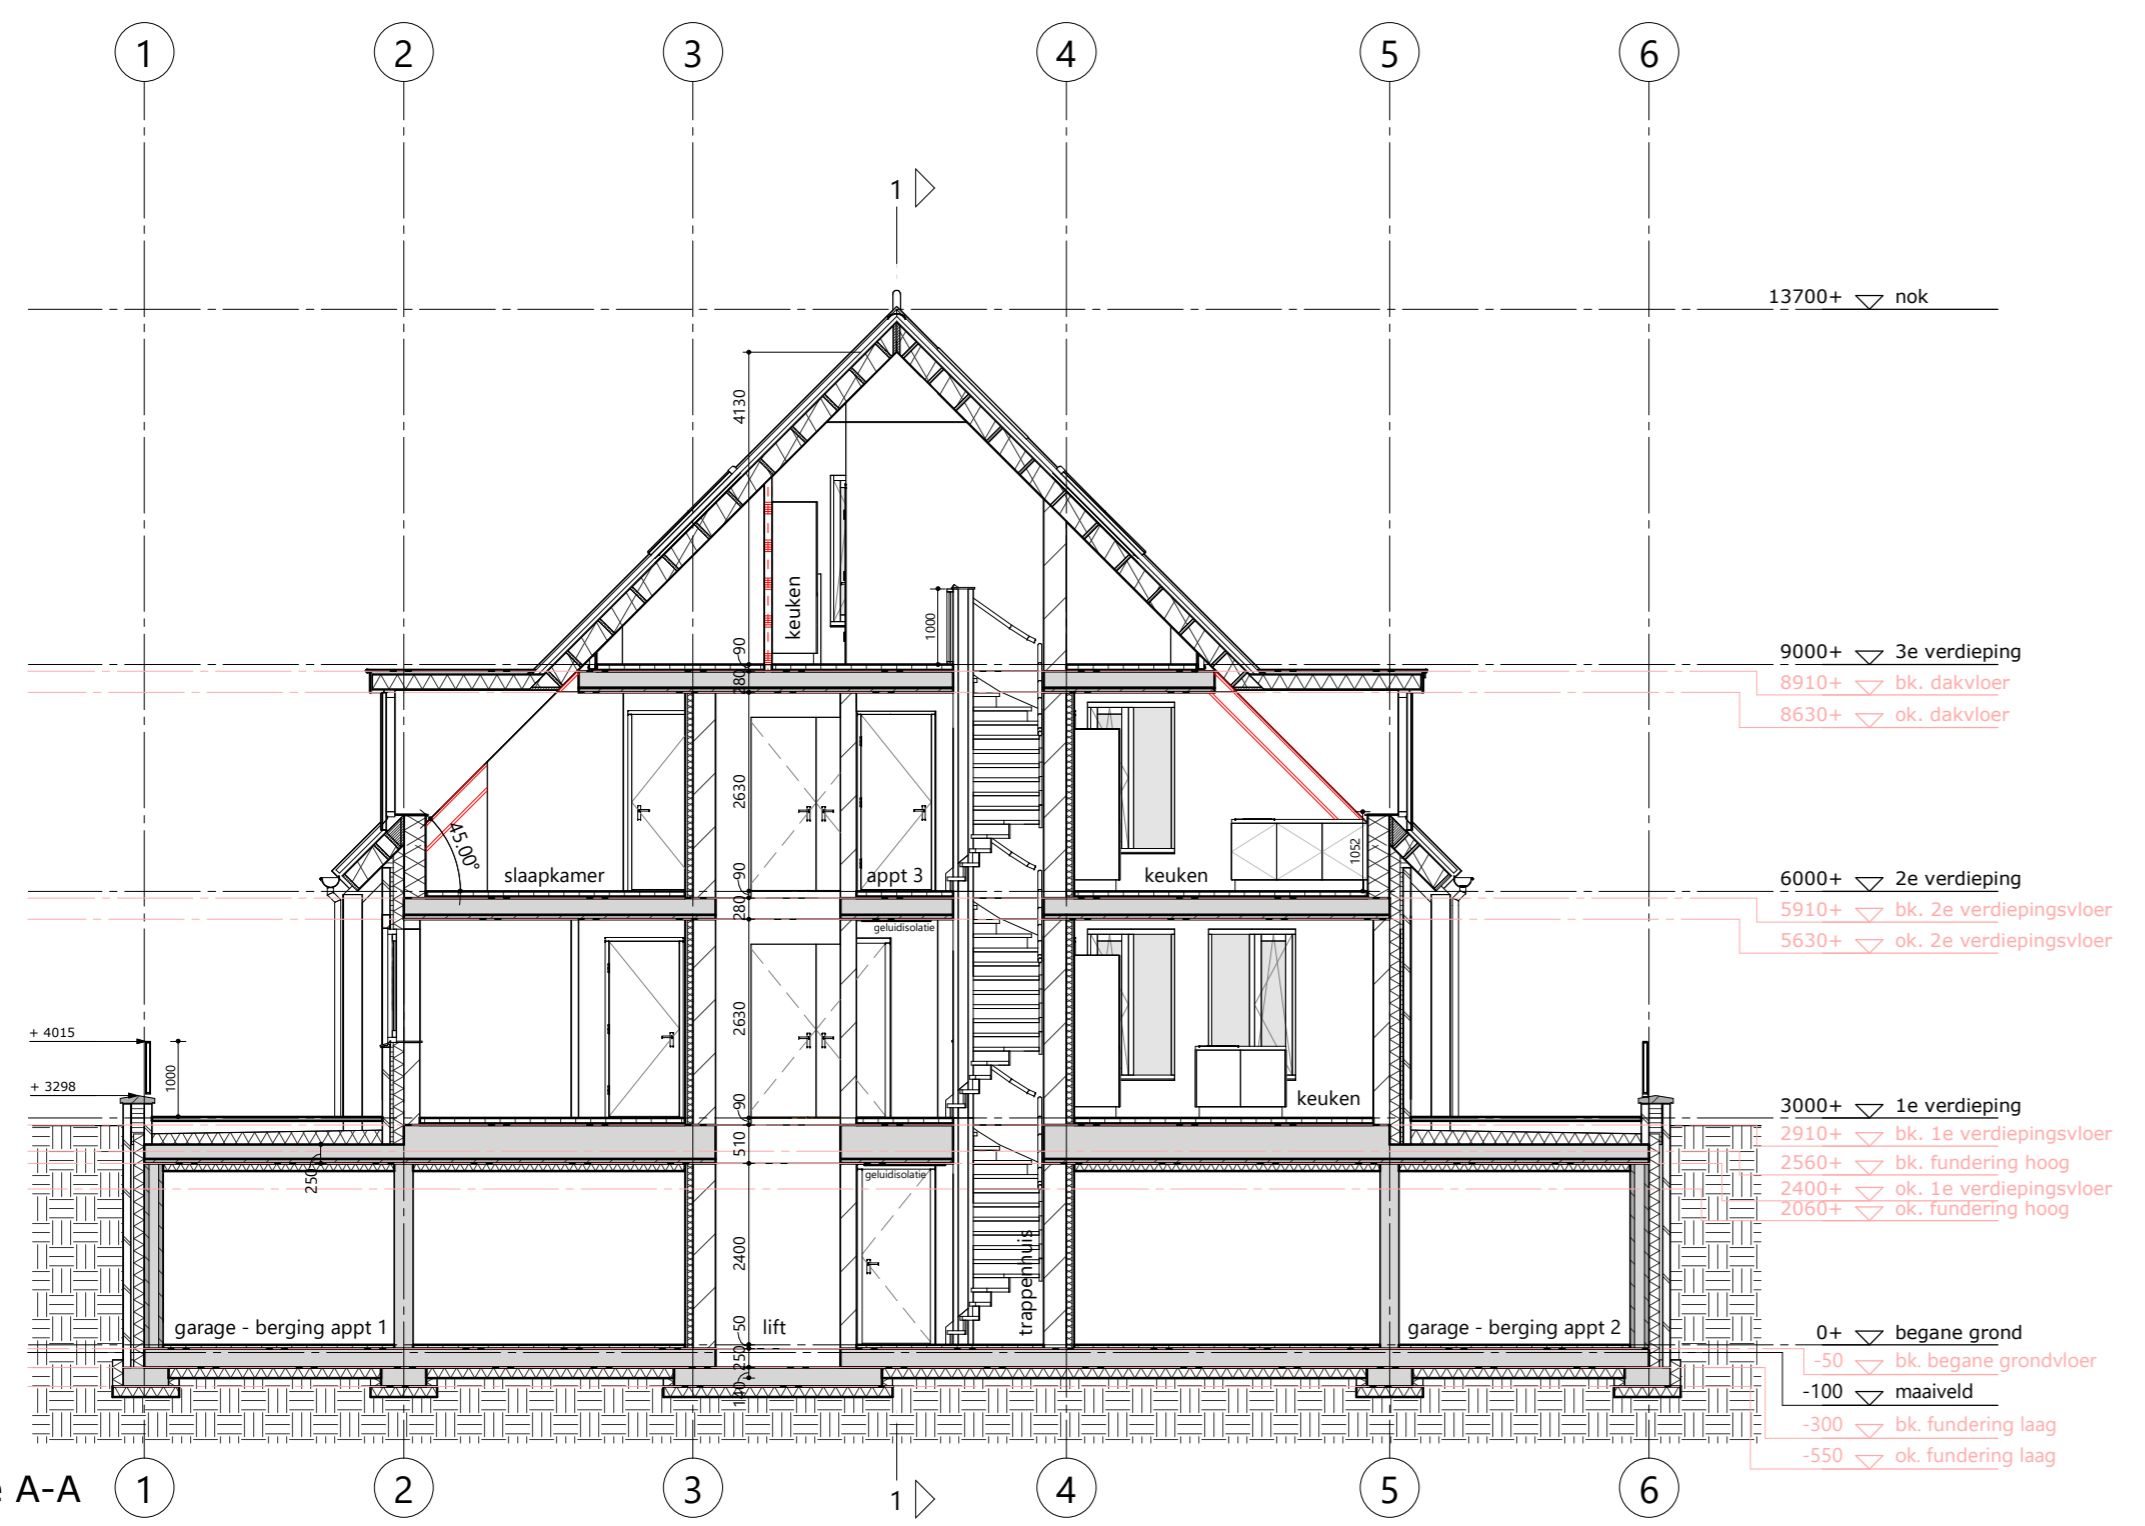 1 2 3 4 5 6
1
13700+ nok
4130
keuken
1000
90
9000+ 3e verdieping
280
8910+ bk. dakvloer
8630+ ok. dakvloer
2630
45.00°
1052
slaapkamer
90
appt 3
keuken
6000+ 2e verdieping
280
5910+ bk. 2e verdiepingsvloer
geluidisolatie
5630+ ok. 2e verdiepingsvloer
2630
+ 4015
1000
+ 3298
90
keuken
3000+ 1e verdieping
510
2910+ bk. 1e verdiepingsvloer
250
geluidisolatie
2560+ bk. fundering hoog
2400+ ok. 1e verdiepingsvloer
2060+ ok. fundering hoog
2400
trappenhuis
garage - berging appt 1
50
lift
garage - berging appt 2
0+ begane grond
250
-50 bk. begane grondvloer
140
-100 maaiveld
-300 bk. fundering laag
-550 ok. fundering laag
A-A
1 2 3 1 4 5 6